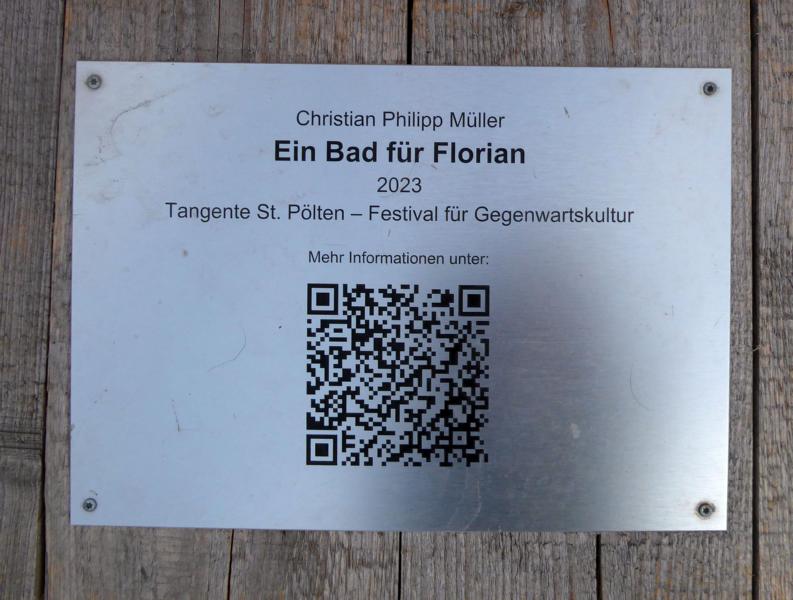 Christian Philipp Müller
Ein Bad für Florian
2023
Tangente St. Pölten – Festival für Gegenwartskultur
Mehr Informationen unter: